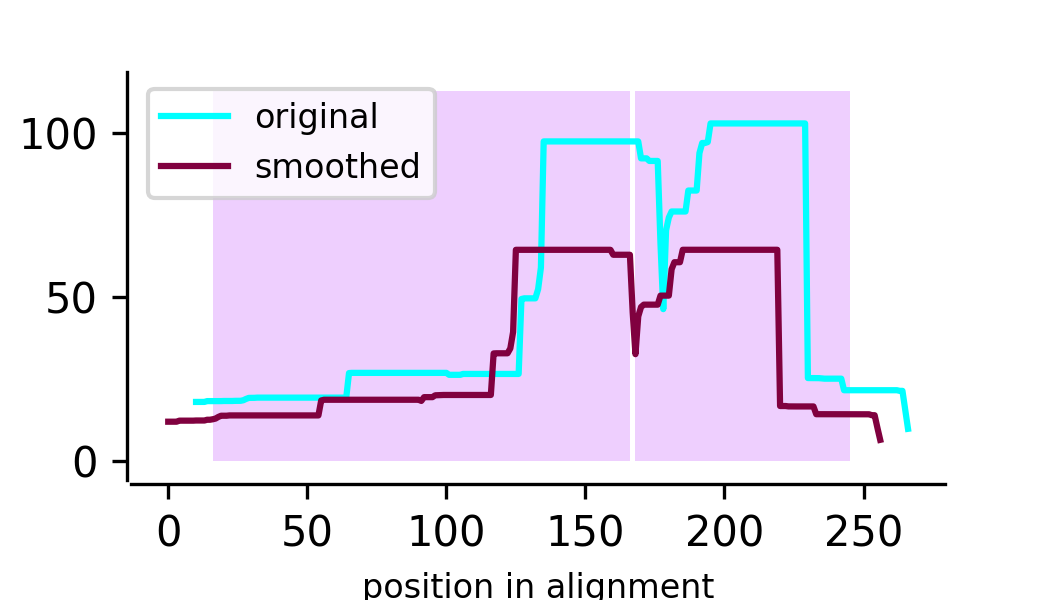 original
smoothed
100
50
0
0 50 100 150 200 250
position in alignment